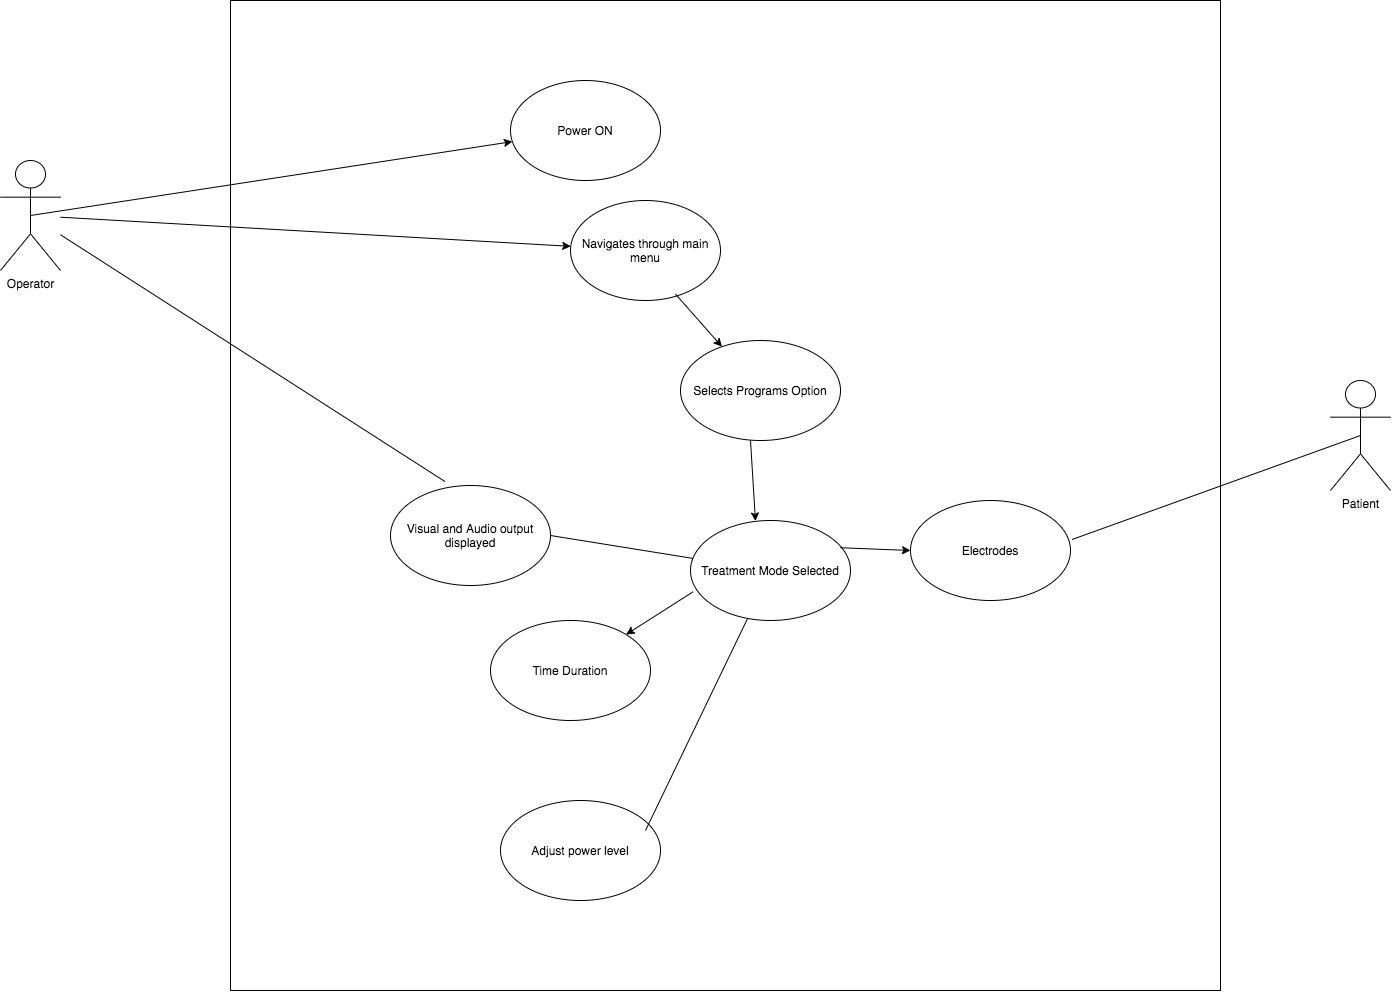 Power ON
Operator
Navigates through main
menu
Selects Programs Option
Patient
Visual and Audio output
displayed
Treatment Mode Selected
Electrodes
Time Duration
Adjust power level